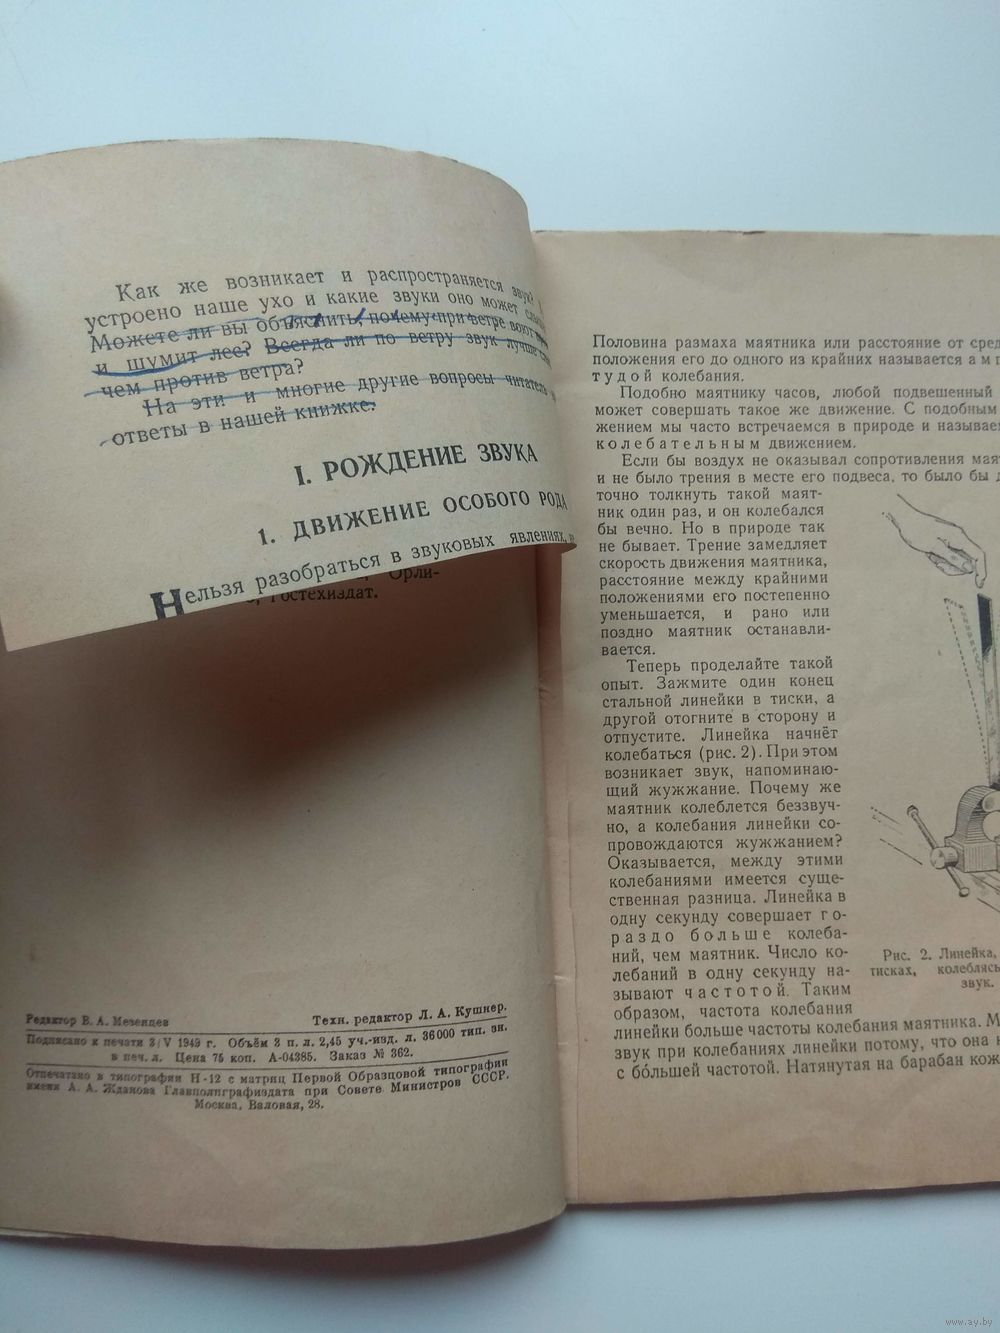 Как же возникает и распространяется звук?
устроено наше ухо и какие звуки оно может
Можете ли вы объяснить, почему при ветре воют
и шумит лес? Всегда ли по ветру звук лучше
чем против ветра?
На эти и многие другие вопросы читатель
ответы в нашей книжке.
I. РОЖДЕНИЕ ЗВУКА
1. ДВИЖЕНИЕ ОСОБОГО РОДА
Нельзя разобраться в звуковых явлениях,
Гостехиздат.
Редактор В. А. Мезенцев
Техн. редактор Л. А. Кушнер.
Подписано к печати 3/V 1949 г. Объём 3 п. л. 2,45 уч.-изд. л. 36000 тип. зн.
в печ. л. Цена 75 коп. А-04385. Заказ № 362.
Отпечатано в типографии Н-12 с матриц Первой Образцовой типографии
имени А. А. Жданова Главполиграфиздата при Совете Министров СССР.
Москва, Валовая, 28.
Половина размаха маятника или расстояние от
положения его до одного из крайних называется
тудой колебания.
Подобно маятнику часов, любой подвешенный
может совершать такое же движение. С подобным
жением мы часто встречаемся в природе и
колебательным движением.
Если бы воздух не оказывал сопротивления
и не было трения в месте его подвеса, то было бы
точно толкнуть такой маят-
ник один раз, и он колебался
бы вечно. Но в природе так
не бывает. Трение замедляет
скорость движения маятника,
расстояние между крайними
положениями его постепенно
уменьшается, и рано или
поздно маятник останавли-
вается.
Теперь проделайте такой
опыт. Зажмите один конец
стальной линейки в тиски, а
другой отогните в сторону и
отпустите. Линейка начнёт
колебаться (рис. 2). При этом
возникает звук, напоминаю-
щий жужжание. Почему же
маятник колеблется беззвуч-
но, а колебания линейки со-
провождаются жужжанием?
Оказывается, между этими
колебаниями имеется суще-
ственная разница. Линейка в
одну секунду совершает го-
раздо больше колеба-
ний, чем маятник. Число ко-
лебаний в одну секунду на-
зывают частотой. Таким
образом, частота колебания
линейки больше частоты колебания маятника.
звук при колебаниях линейки потому, что она
с бо́льшей частотой. Натянутая на барабан
Рис. 2. Линейка,
тисках, колеблясь
звук.
www.ay.by